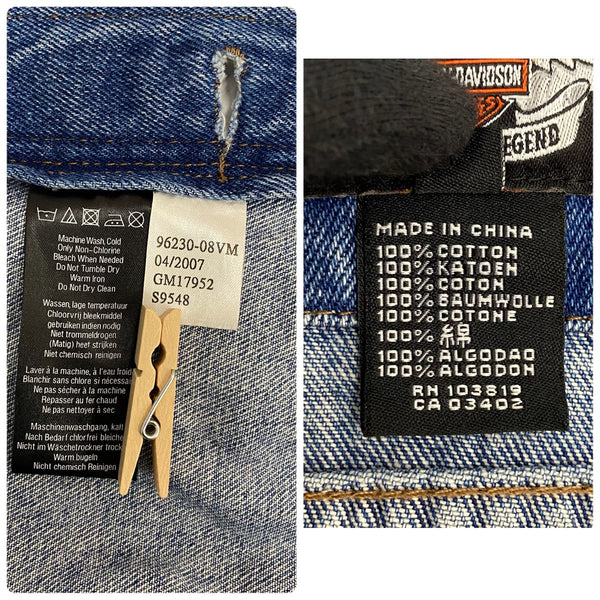 Machine Wash, Cold
Only Non-Chlorine
Bleach When Needed
Do Not Tumble Dry
Warm Iron
Do Not Dry Clean
Wassen, lage temperatuur
Chloorvrij bleekmiddel
gebruiken indien nodig
Niet trommeldrogen
(Matig) heet strijken
Niet chemisch reinigen
Laver à la machine, à l'eau froide
Blanchir sans chlore si nécessaire
Ne pas sécher à la machine
Repasser au fer chaud
Ne pas nettoyer à sec
Maschinenwaschgang, kalt
Nach Bedarf chlorfrei bleichen
Nicht im Wäschetrockner trock
Warm bugeln
Nicht chemisch Reinigen
96230-08VM
04/2007
GM17952
S9548
DAVIDSON
EGEND
MADE IN CHINA
100% COTTON
100% KATOEN
100% COTON
100% BAUMWOLLE
100% COTONE
100% 綿
100% ALGODAO
100% ALGODON
RN 103819
CA 03402